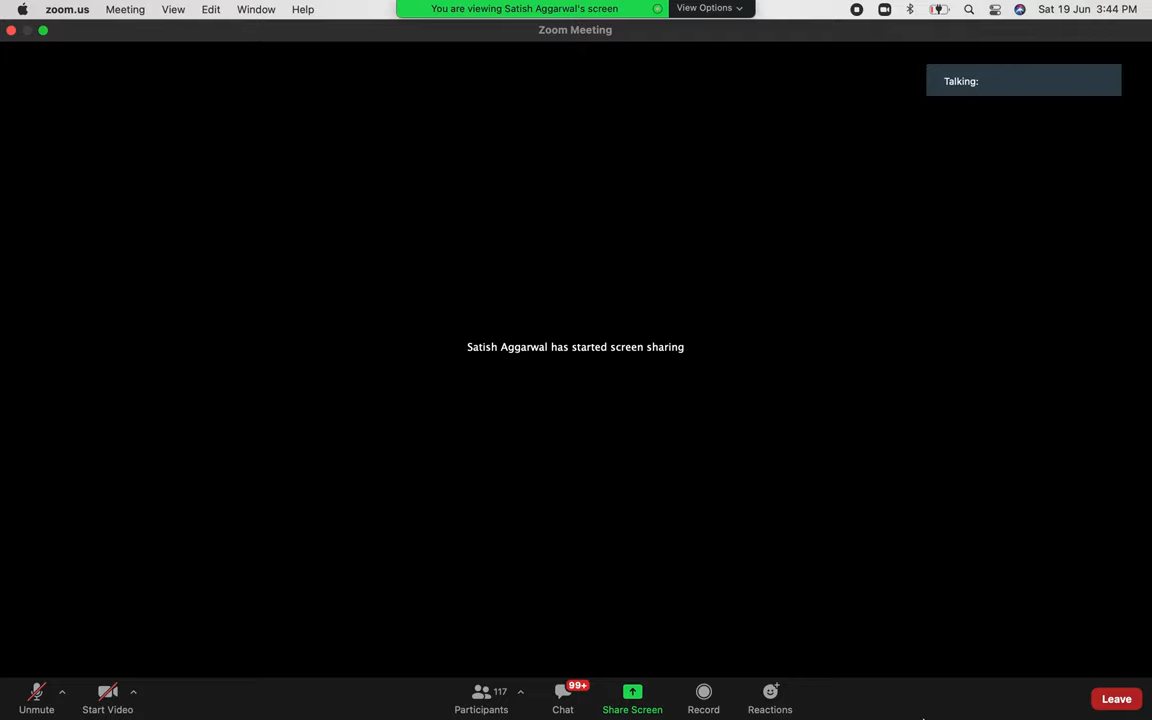 zoom.us Meeting View Edit Window Help You are viewing Satish Aggarwal's screen View Options Sat 19 Jun 3:44 PM
Zoom Meeting
Talking:
Satish Aggarwal has started screen sharing
Unmute Start Video 117 Participants 99+ Chat Share Screen Record Reactions Leave